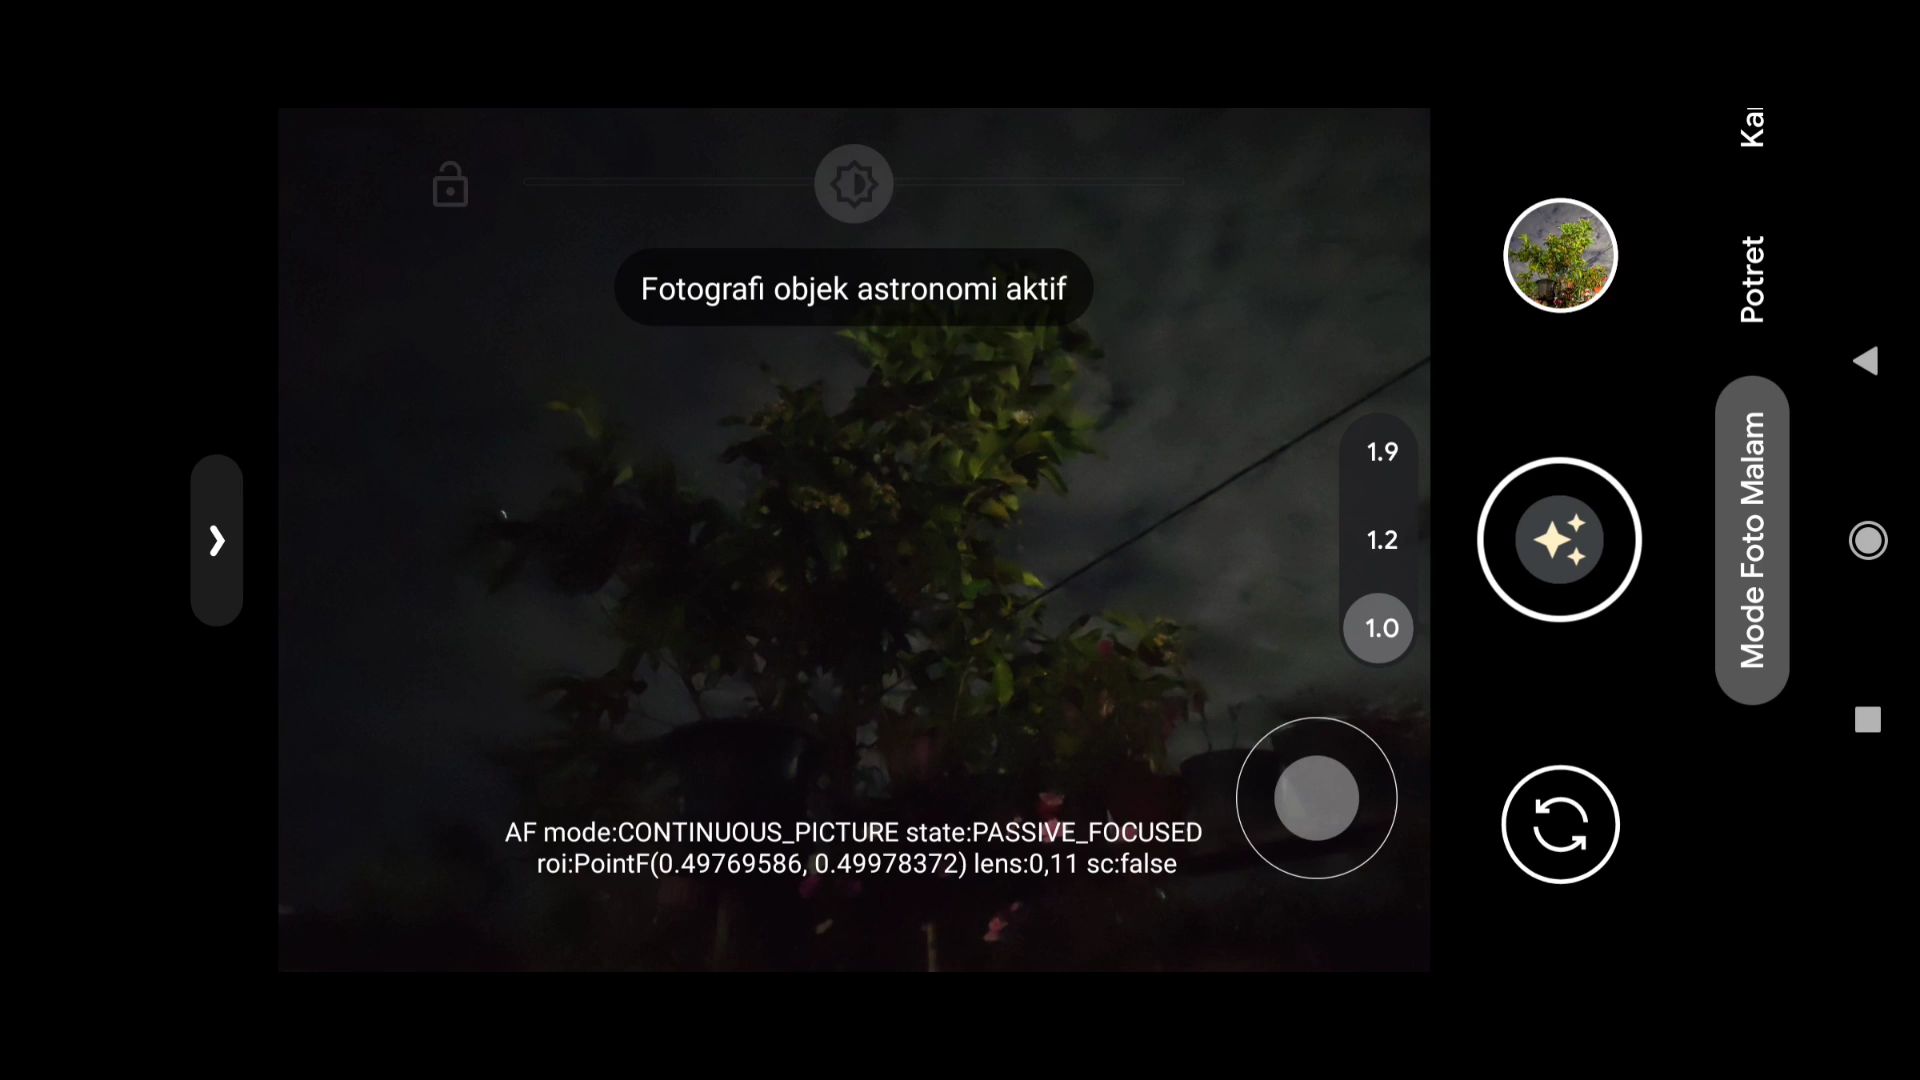 Fotografi objek astronomi aktif
1.9
1.2
1.0
AF mode:CONTINUOUS_PICTURE state:PASSIVE_FOCUSED
roi:PointF(0.49769586, 0.49978372) lens:0,11 sc:false
Potret
Mode Foto Malam